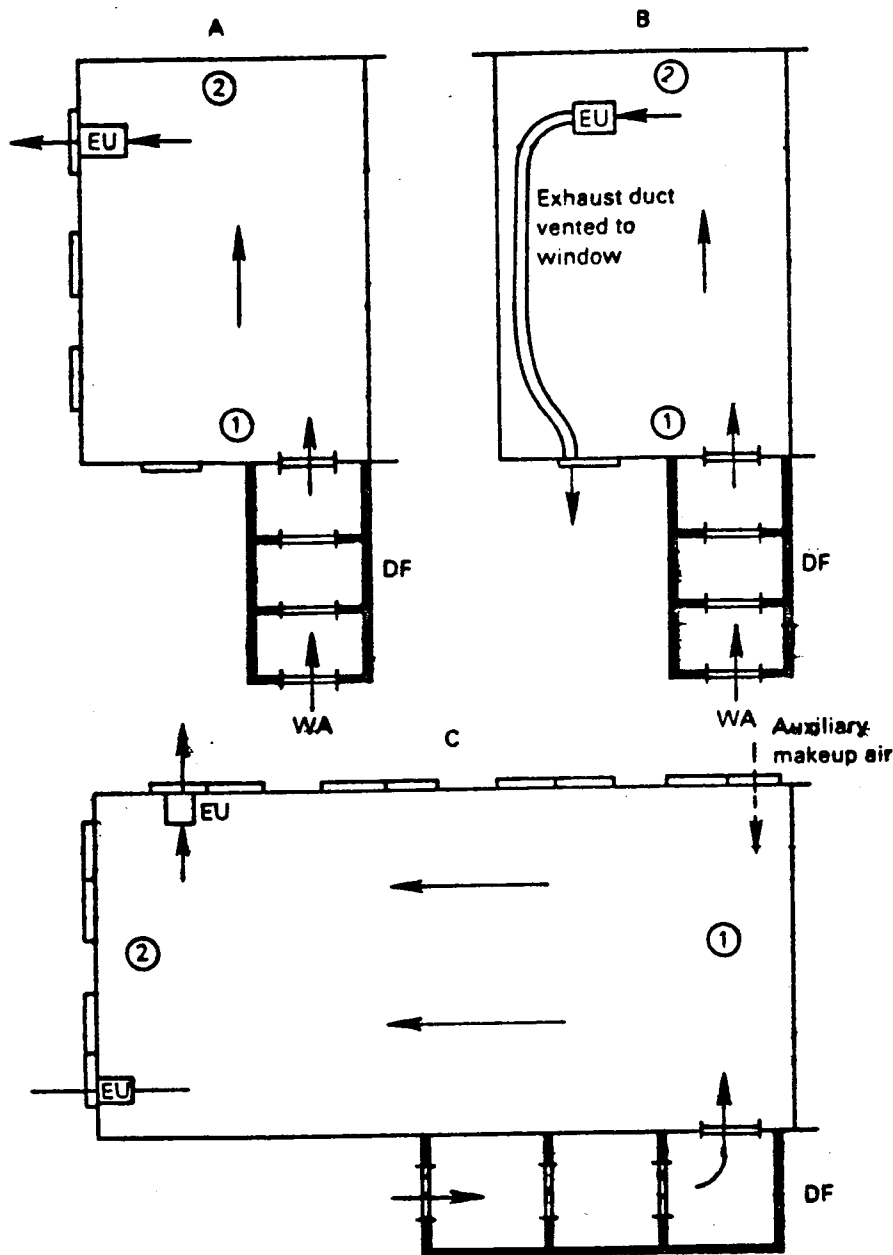 A
2
EU
1
DF
WA
B
2
EU
Exhaust duct
vented to
window
1
DF
WA
C
Auxiliary
makeup air
EU
2
1
EU
DF